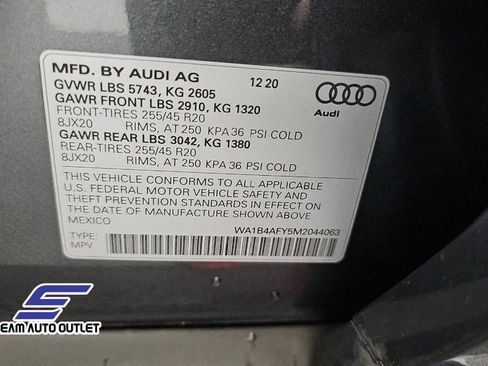 MFD. BY AUDI AG 12 20
GVWR LBS 5743, KG 2605
GAWR FRONT LBS 2910, KG 1320
FRONT-TIRES 255/45 R20
8JX20 RIMS, AT 250 KPA 36 PSI COLD
GAWR REAR LBS 3042, KG 1380
REAR-TIRES 255/45 R20
8JX20 RIMS, AT 250 KPA 36 PSI COLD
Audi
THIS VEHICLE CONFORMS TO ALL APPLICABLE
U.S. FEDERAL MOTOR VEHICLE SAFETY AND
THEFT PREVENTION STANDARDS IN EFFECT ON
THE DATE OF MANUFACTURE SHOWN ABOVE.
MEXICO
WA1B4AFY5M2044063
TYPE:
MPV
EAM AUTO OUTLET